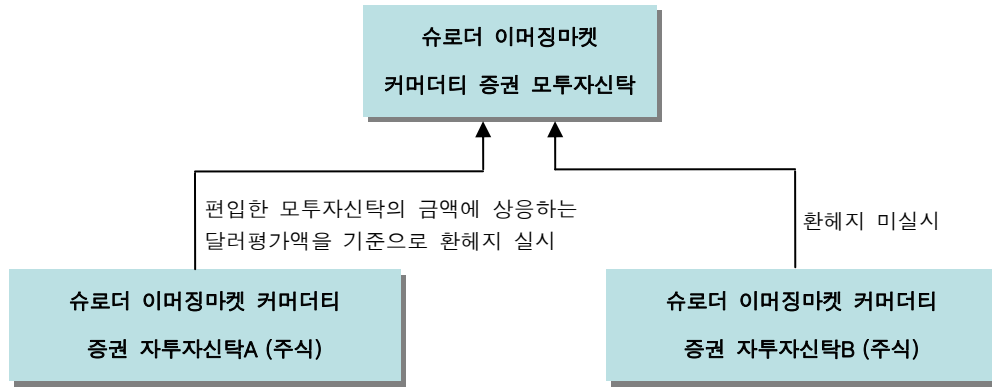 슈로더 이머징마켓
커머더티 증권 모투자신탁
편입한 모투자신탁의 금액에 상응하는
달러평가액을 기준으로 환헤지 실시
환헤지 미실시
슈로더 이머징마켓 커머더티
증권 자투자신탁A (주식)
슈로더 이머징마켓 커머더티
증권 자투자신탁B (주식)